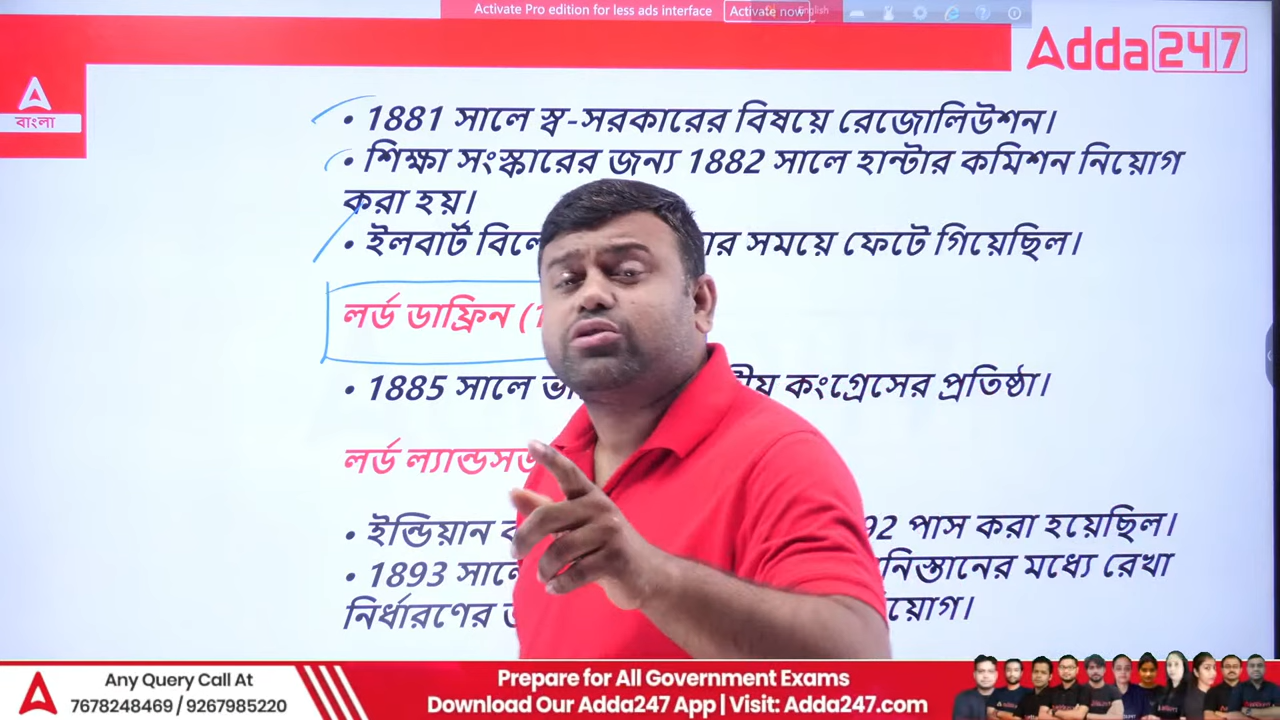 Activate Pro edition for less ads interface Activate now English
Adda247
বাংলা
• 1881 সালে স্ব-সরকারের বিষয়ে রেজোলিউশন।
• শিক্ষা সংস্কারের জন্য 1882 সালে হান্টার কমিশন নিয়োগ
করা হয়।
• ইলবার্ট সময়ে ফেটে গিয়েছিল।
লর্ড ডাফ্রিন
• 1885 সালে কংগ্রেসের প্রতিষ্ঠা।
লর্ড
• ইন্ডিয়ান পাস করা হয়েছিল।
• 1893 মধ্যে রেখা
নির্ধারণের
Any Query Call At
7678248469 / 9267985220
Prepare for All Government Exams
Download Our Adda247 App | Visit: Adda247.com